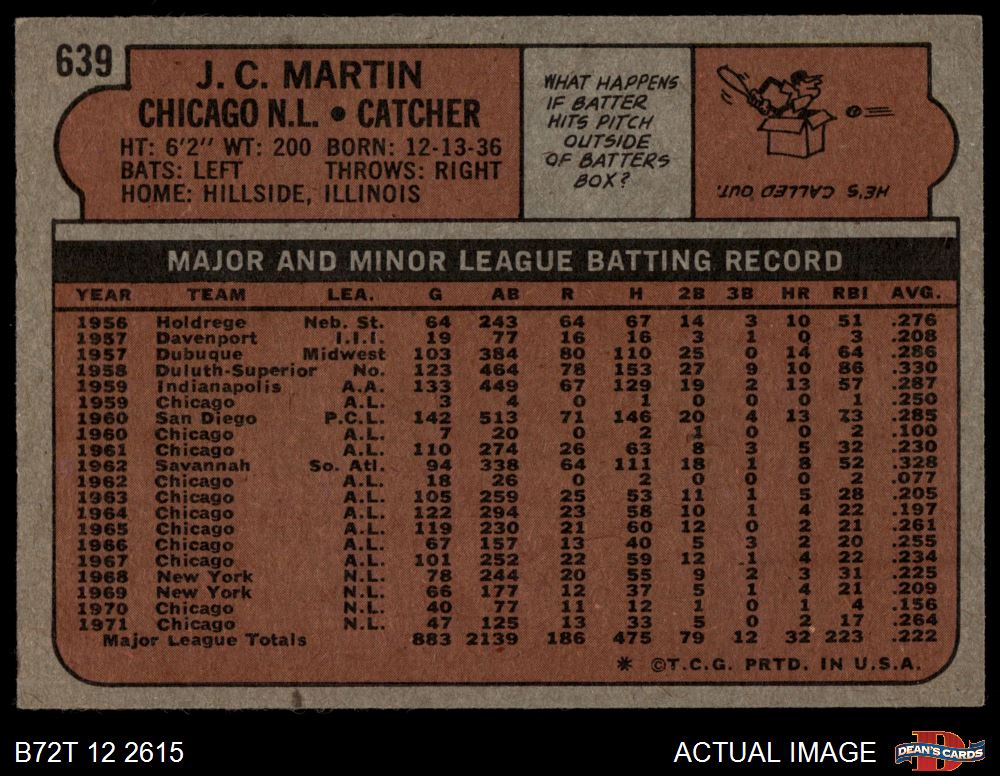 639
J. C. MARTIN
CHICAGO N.L. • CATCHER
HT: 6'2" WT: 200 BORN: 12-13-36
BATS: LEFT THROWS: RIGHT
HOME: HILLSIDE, ILLINOIS
WHAT HAPPENS
IF BATTER
HITS PITCH
OUTSIDE
OF BATTERS
BOX?
HE'S CALLED OUT.
MAJOR AND MINOR LEAGUE BATTING RECORD
YEAR TEAM LEA. G AB R H 2B 3B HR RBI AVG.
1956 Holdrege Neb. St. 64 243 64 67 14 3 10 51 .276
1957 Davenport I.I.I. 19 77 16 16 3 1 0 3 .208
1957 Dubuque Midwest 103 384 80 110 25 0 14 64 .286
1958 Duluth-Superior No. 123 464 78 153 27 9 10 86 .330
1959 Indianapolis A.A. 133 449 67 129 19 2 13 57 .287
1959 Chicago A.L. 3 4 0 1 0 0 0 1 .250
1960 San Diego P.C.L. 142 513 71 146 20 4 13 73 .285
1960 Chicago A.L. 7 20 0 2 1 0 0 2 .100
1961 Chicago A.L. 110 274 26 63 8 3 5 32 .230
1962 Savannah So. Atl. 94 338 64 111 18 1 8 52 .328
1962 Chicago A.L. 18 26 0 2 0 0 0 2 .077
1963 Chicago A.L. 105 259 25 53 11 1 5 28 .205
1964 Chicago A.L. 122 294 23 58 10 1 4 22 .197
1965 Chicago A.L. 119 230 21 60 12 0 2 21 .261
1966 Chicago A.L. 67 157 13 40 5 3 2 20 .255
1967 Chicago A.L. 101 252 22 59 12 1 4 22 .234
1968 New York N.L. 78 244 20 55 9 2 3 31 .225
1969 New York N.L. 66 177 12 37 5 1 4 21 .209
1970 Chicago N.L. 40 77 11 12 1 0 1 4 .156
1971 Chicago N.L. 47 125 13 33 5 0 2 17 .264
Major League Totals 883 2139 186 475 79 12 32 223 .222
* ©T.C.G. PRTD. IN U.S.A.
B72T 12 2615
ACTUAL IMAGE
DEAN'S CARDS